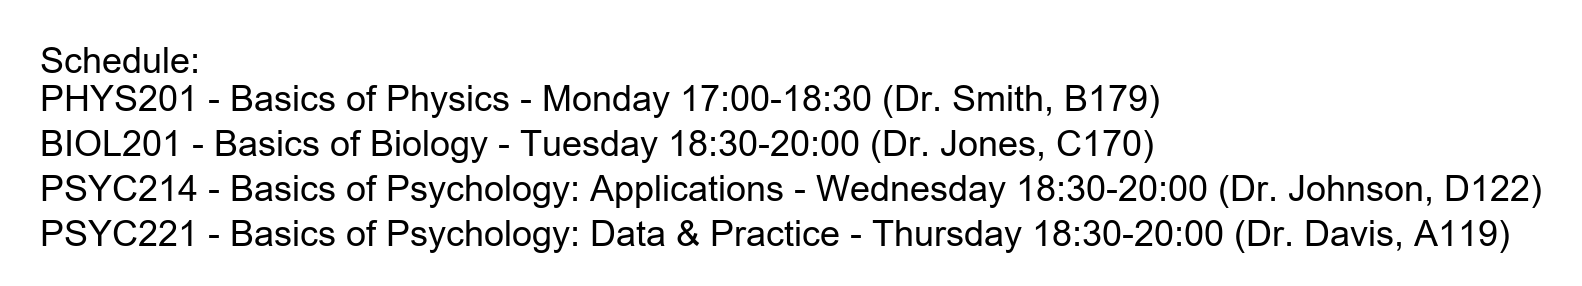 Schedule:
PHYS201 - Basics of Physics - Monday 17:00-18:30 (Dr. Smith, B179)
BIOL201 - Basics of Biology - Tuesday 18:30-20:00 (Dr. Jones, C170)
PSYC214 - Basics of Psychology: Applications - Wednesday 18:30-20:00 (Dr. Johnson, D122)
PSYC221 - Basics of Psychology: Data & Practice - Thursday 18:30-20:00 (Dr. Davis, A119)